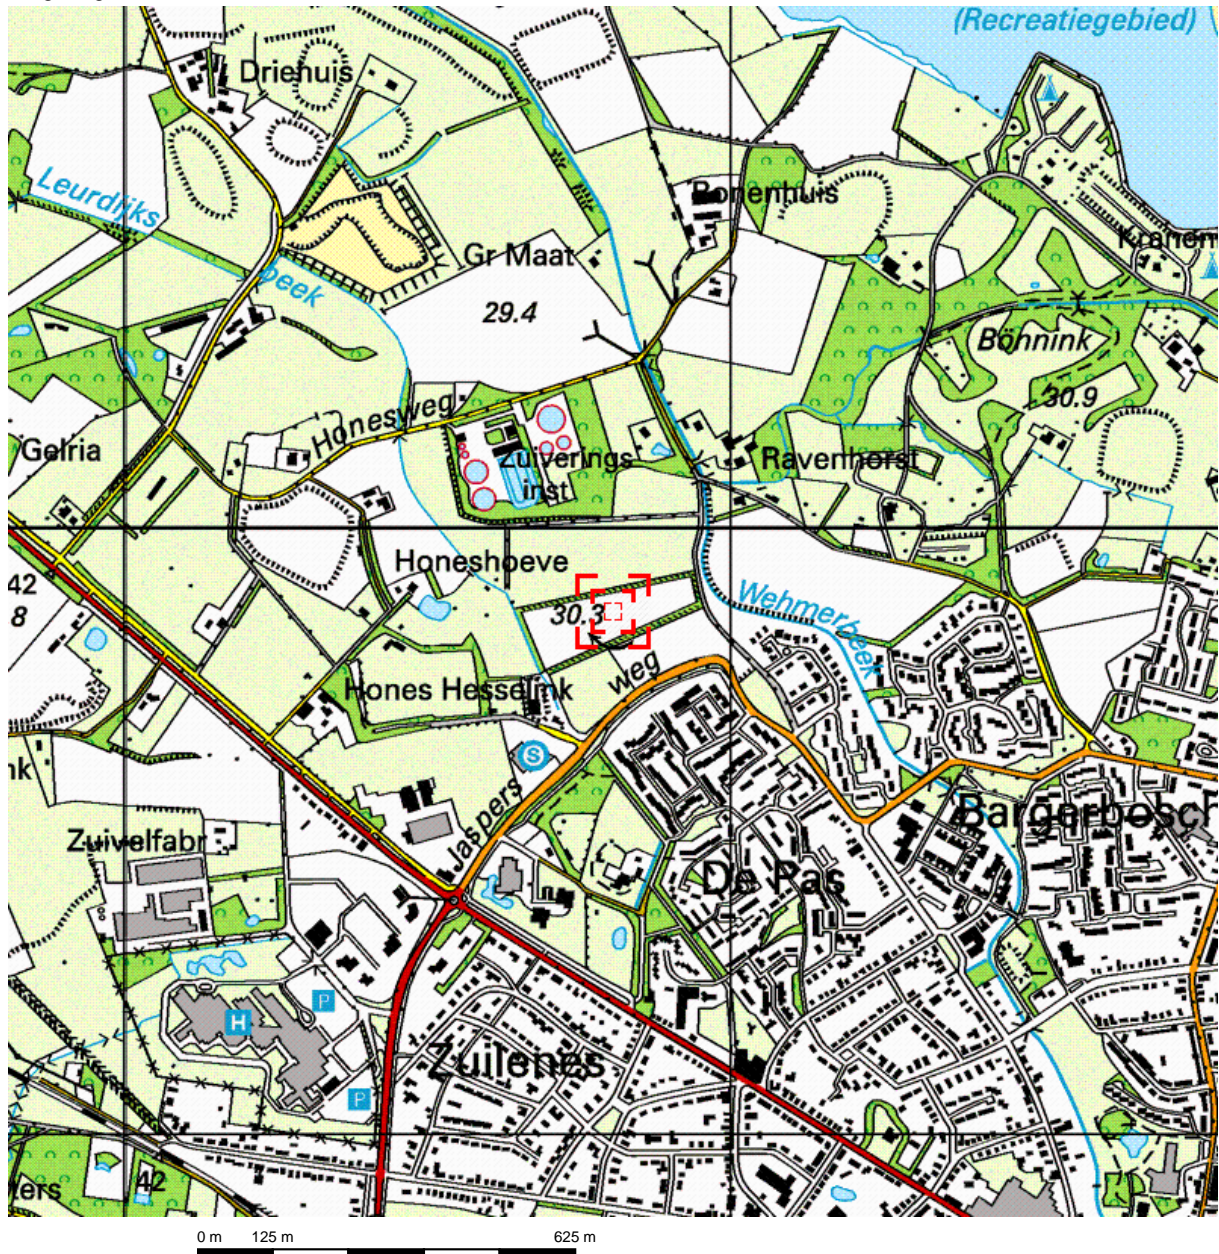 (Recreatiegebied)
Driehuis
Leurdijks
beek
Bonenhuis
Gr Maat
29.4
Bönnink
30.9
Honesweg
Gelria
Zuiverings
inst
Ravenhorst
Honeshoeve
42
8
30.3
Wehmerbeek
weg
Hones Hesselink
S
Jaspers
Bargerbosch
Zuivelfabr
De Pas
P
H
Zuilenes
P
42
0 m 125 m 625 m